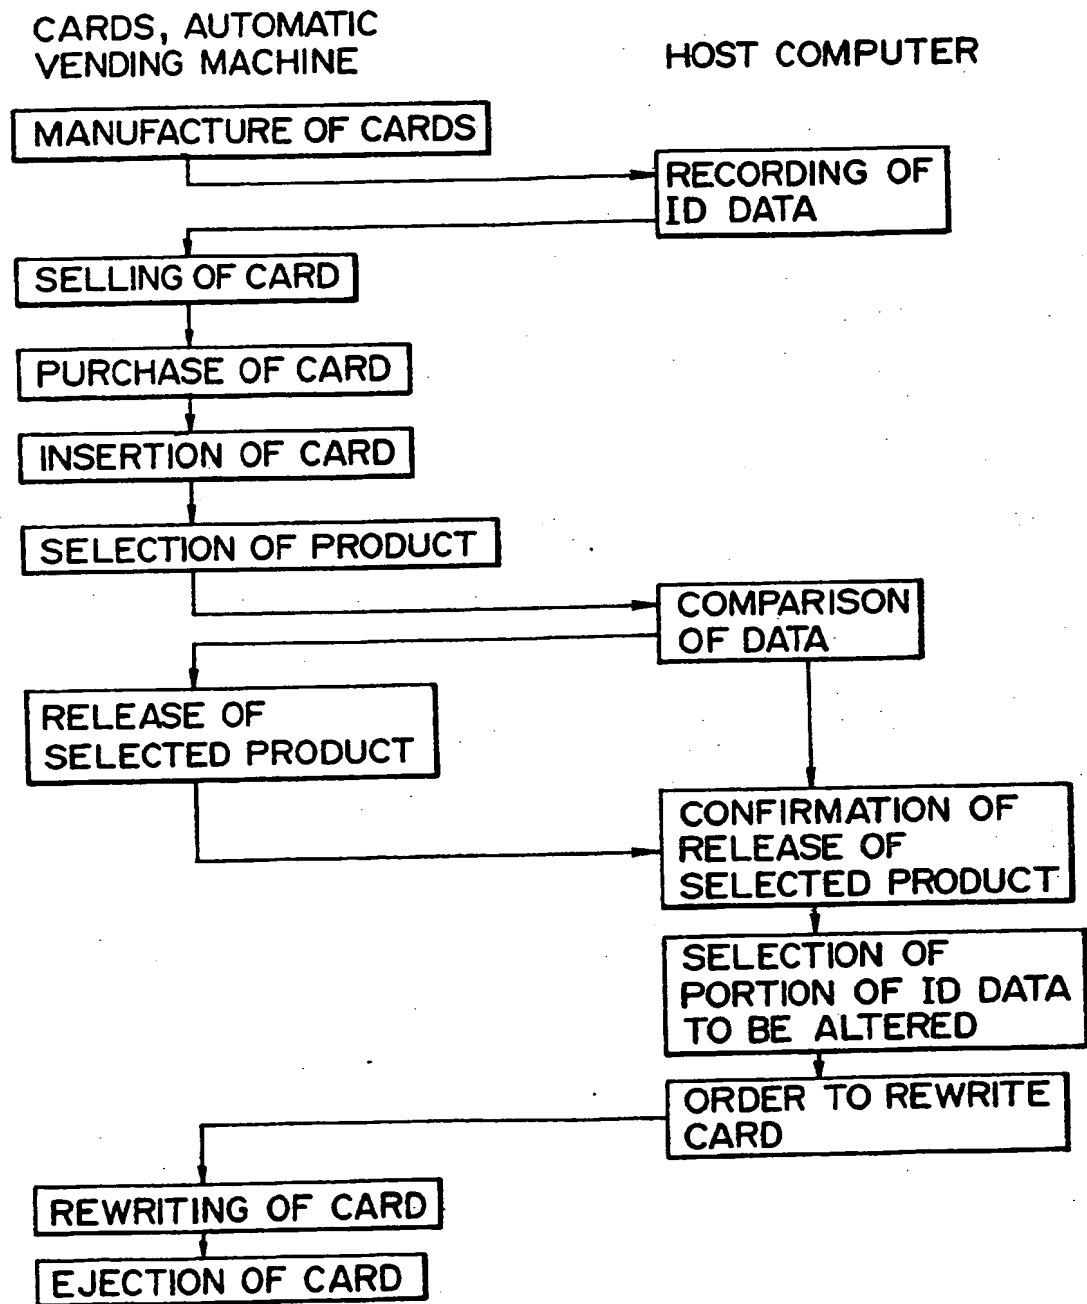 CARDS, AUTOMATIC
VENDING MACHINE
HOST COMPUTER
MANUFACTURE OF CARDS
RECORDING OF
ID DATA
SELLING OF CARD
PURCHASE OF CARD
INSERTION OF CARD
SELECTION OF PRODUCT
COMPARISON
OF DATA
RELEASE OF
SELECTED PRODUCT
CONFIRMATION OF
RELEASE OF
SELECTED PRODUCT
SELECTION OF
PORTION OF ID DATA
TO BE ALTERED
ORDER TO REWRITE
CARD
REWRITING OF CARD
EJECTION OF CARD